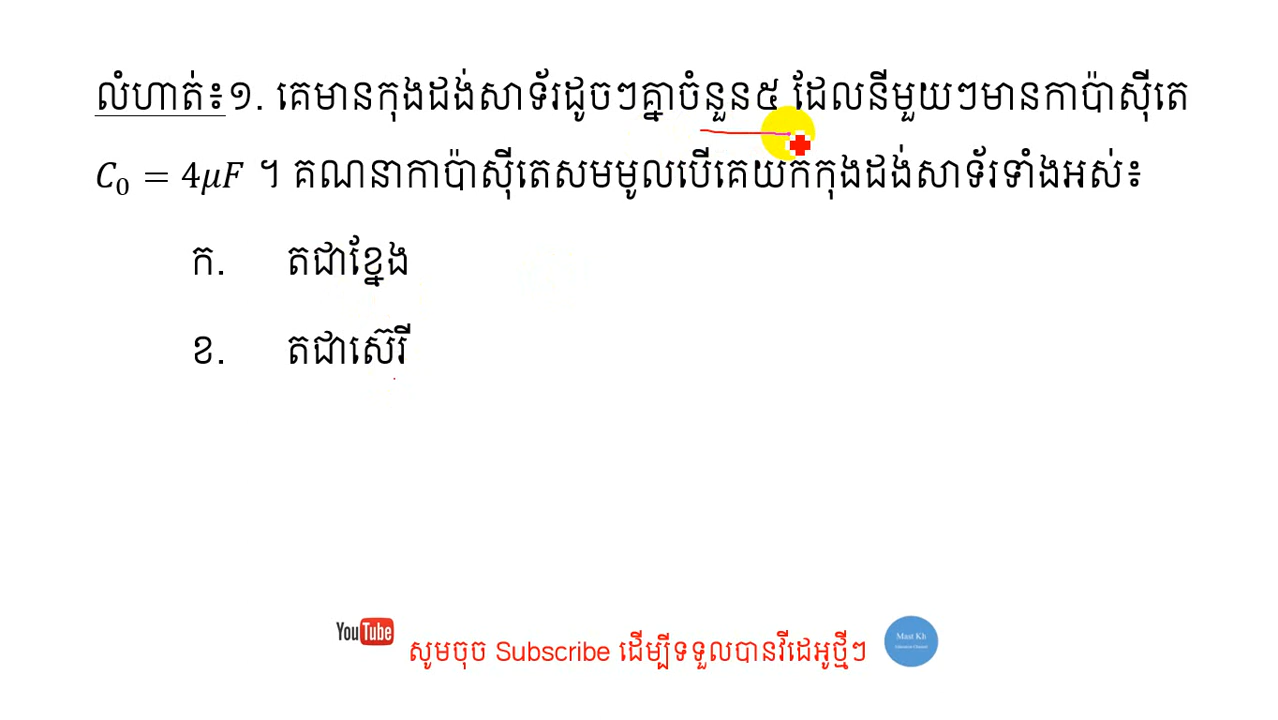 លំហាត់៖១. គេមានកុងដង់សាទ័រដូចៗគ្នាចំនួន៥ ដែលនីមួយៗមានកាប៉ាស៊ីតេ
C₀ = 4μF ។ គណនាកាប៉ាស៊ីតេសមមូលបើគេយកកុងដង់សាទ័រទាំងអស់៖
ក. តជាខ្នែង
ខ. តជាស៊េរី
YouTube សូមចុច Subscribe ដើម្បីទទួលបានវីដេអូថ្មីៗ
Mast Kh
Education Channel